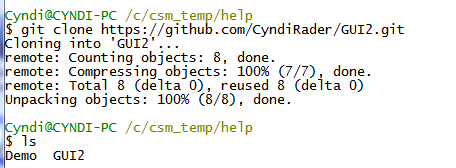 Cyndi@CYNDI-PC /c/csm_temp/help
$ git clone https://github.com/CyndiRader/GUI2.git
Cloning into 'GUI2'...
remote: Counting objects: 8, done.
remote: Compressing objects: 100% (7/7), done.
remote: Total 8 (delta 0), reused 8 (delta 0)
Unpacking objects: 100% (8/8), done.
Cyndi@CYNDI-PC /c/csm_temp/help
$ ls
Demo  GUI2